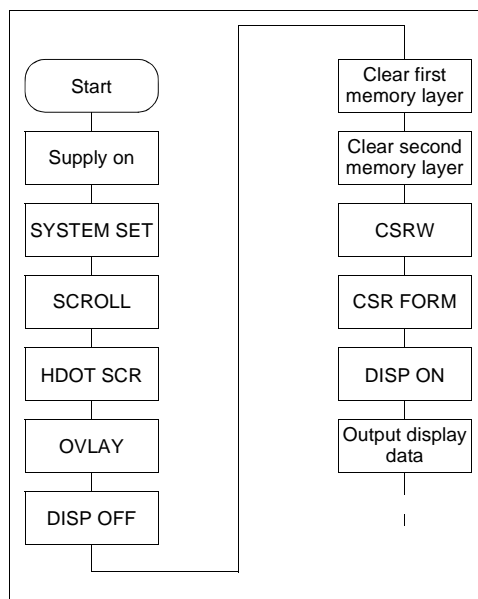 Start
Supply on
SYSTEM SET
SCROLL
HDOT SCR
OVLAY
DISP OFF
Clear first
memory layer
Clear second
memory layer
CSRW
CSR FORM
DISP ON
Output display
data